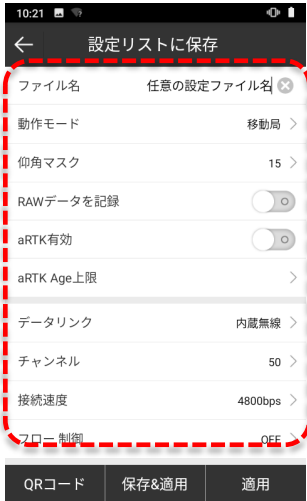 10:21
設定リストに保存
ファイル名 任意の設定ファイル名
動作モード 移動局
仰角マスク 15
RAWデータを記録
aRTK有効
aRTK Age上限
データリンク 内蔵無線
チャンネル 50
接続速度 4800bps
フロー 制御 OFF
QRコード 保存&適用 適用